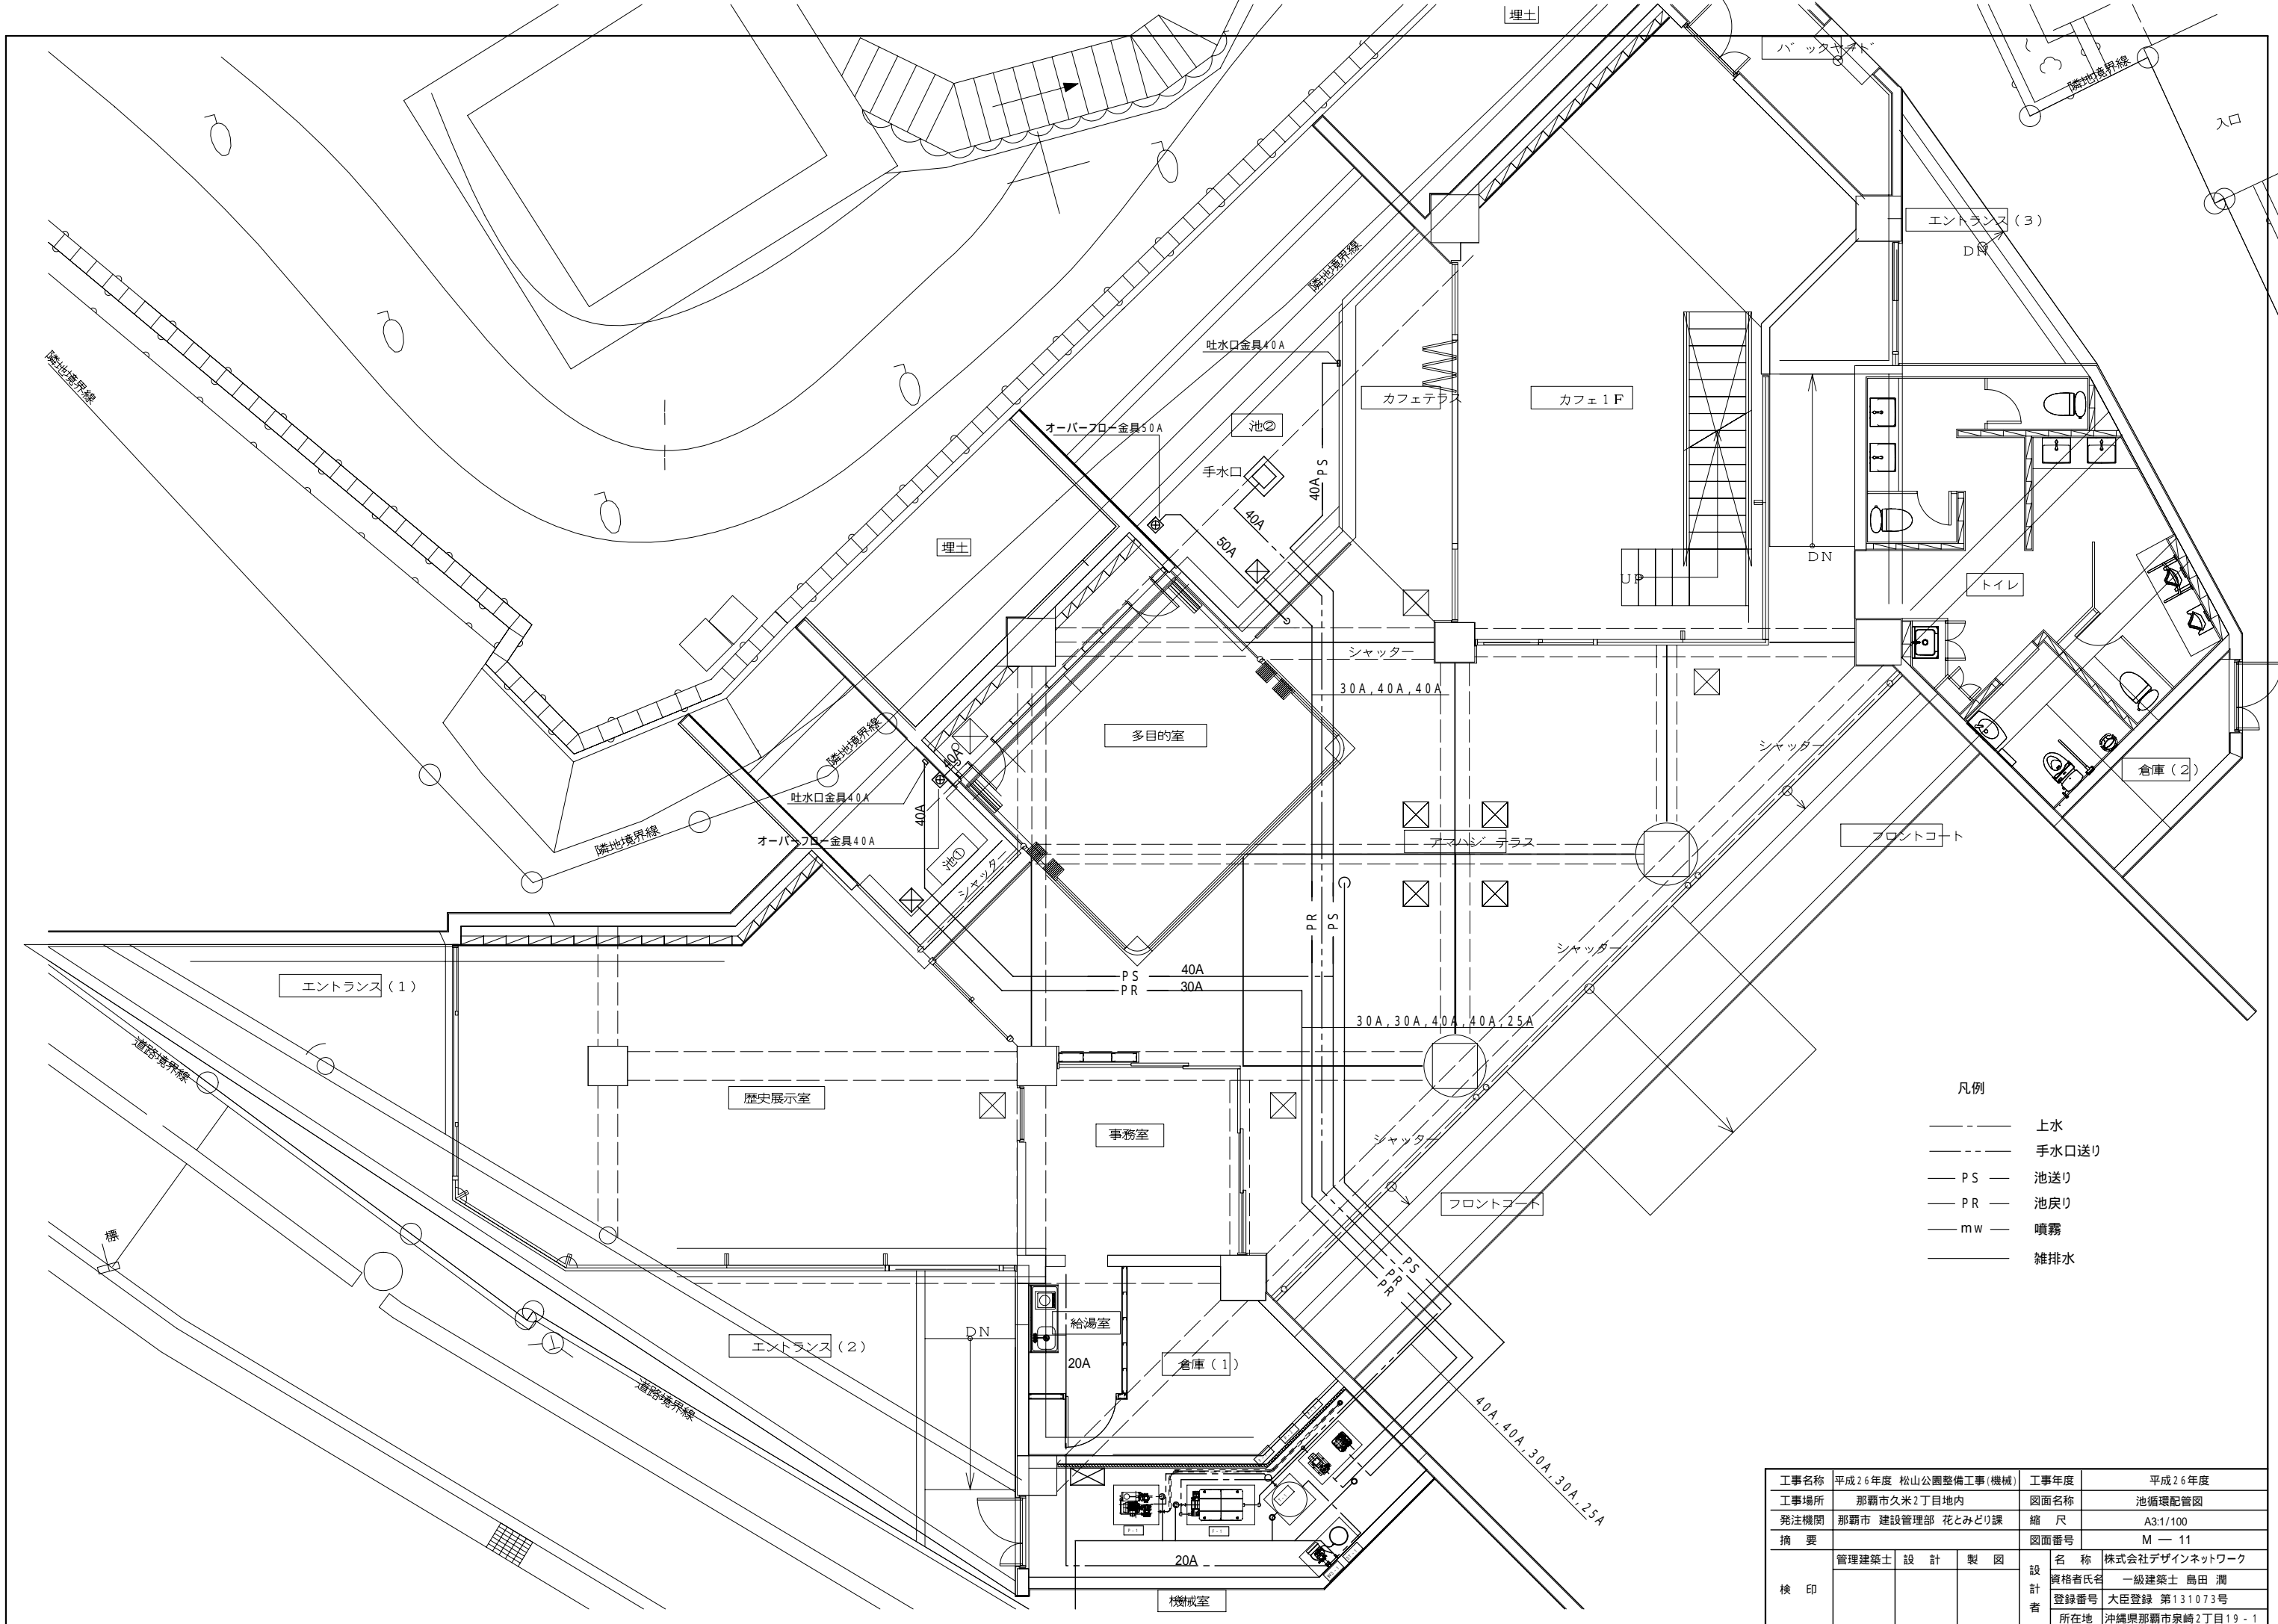 埋土
バックヤード
隣地境界線
入口
エントランス（3）
DN
隣地境界線
隣地境界線
吐水口金具40A
カフェテラス
カフェ1F
池②
オーバーフロー金具50A
手水口
PS
40A
40A
50A
埋土
DN
UP
トイレ
シャッター
30A,40A,40A
多目的室
シャッター
隣地境界線
40A
倉庫（2）
吐水口金具40A
40A
オーバーフロー金具40A
池①
シャッター
アマハジテラス
フロントコート
隣地境界線
PR
PS
シャッター
PS 40A
PR 30A
エントランス（1）
30A,30A,40A,40A,25A
道路境界線
歴史展示室
事務室
シャッター
フロントコート
凡例
上水
手水口送り
PS 池送り
PR 池戻り
mw 噴霧
雑排水
標
PS
PR
PR
給湯室
DN
エントランス（2）
20A
倉庫（1）
道路境界線
40A,40A,30A,30A,25A
20A
機械室
工事名称 平成26年度 松山公園整備工事(機械) 工事年度 平成26年度
工事場所 那覇市久米2丁目地内 図面名称 池循環配管図
発注機関 那覇市 建設管理部 花とみどり課 縮尺 A3:1/100
摘要 図面番号 M ― 11
検印 管理建築士 設計 製図 設計者 名称 株式会社デザインネットワーク
資格者氏名 一級建築士 島田 潤
登録番号 大臣登録 第131073号
所在地 沖縄県那覇市泉崎2丁目19-1